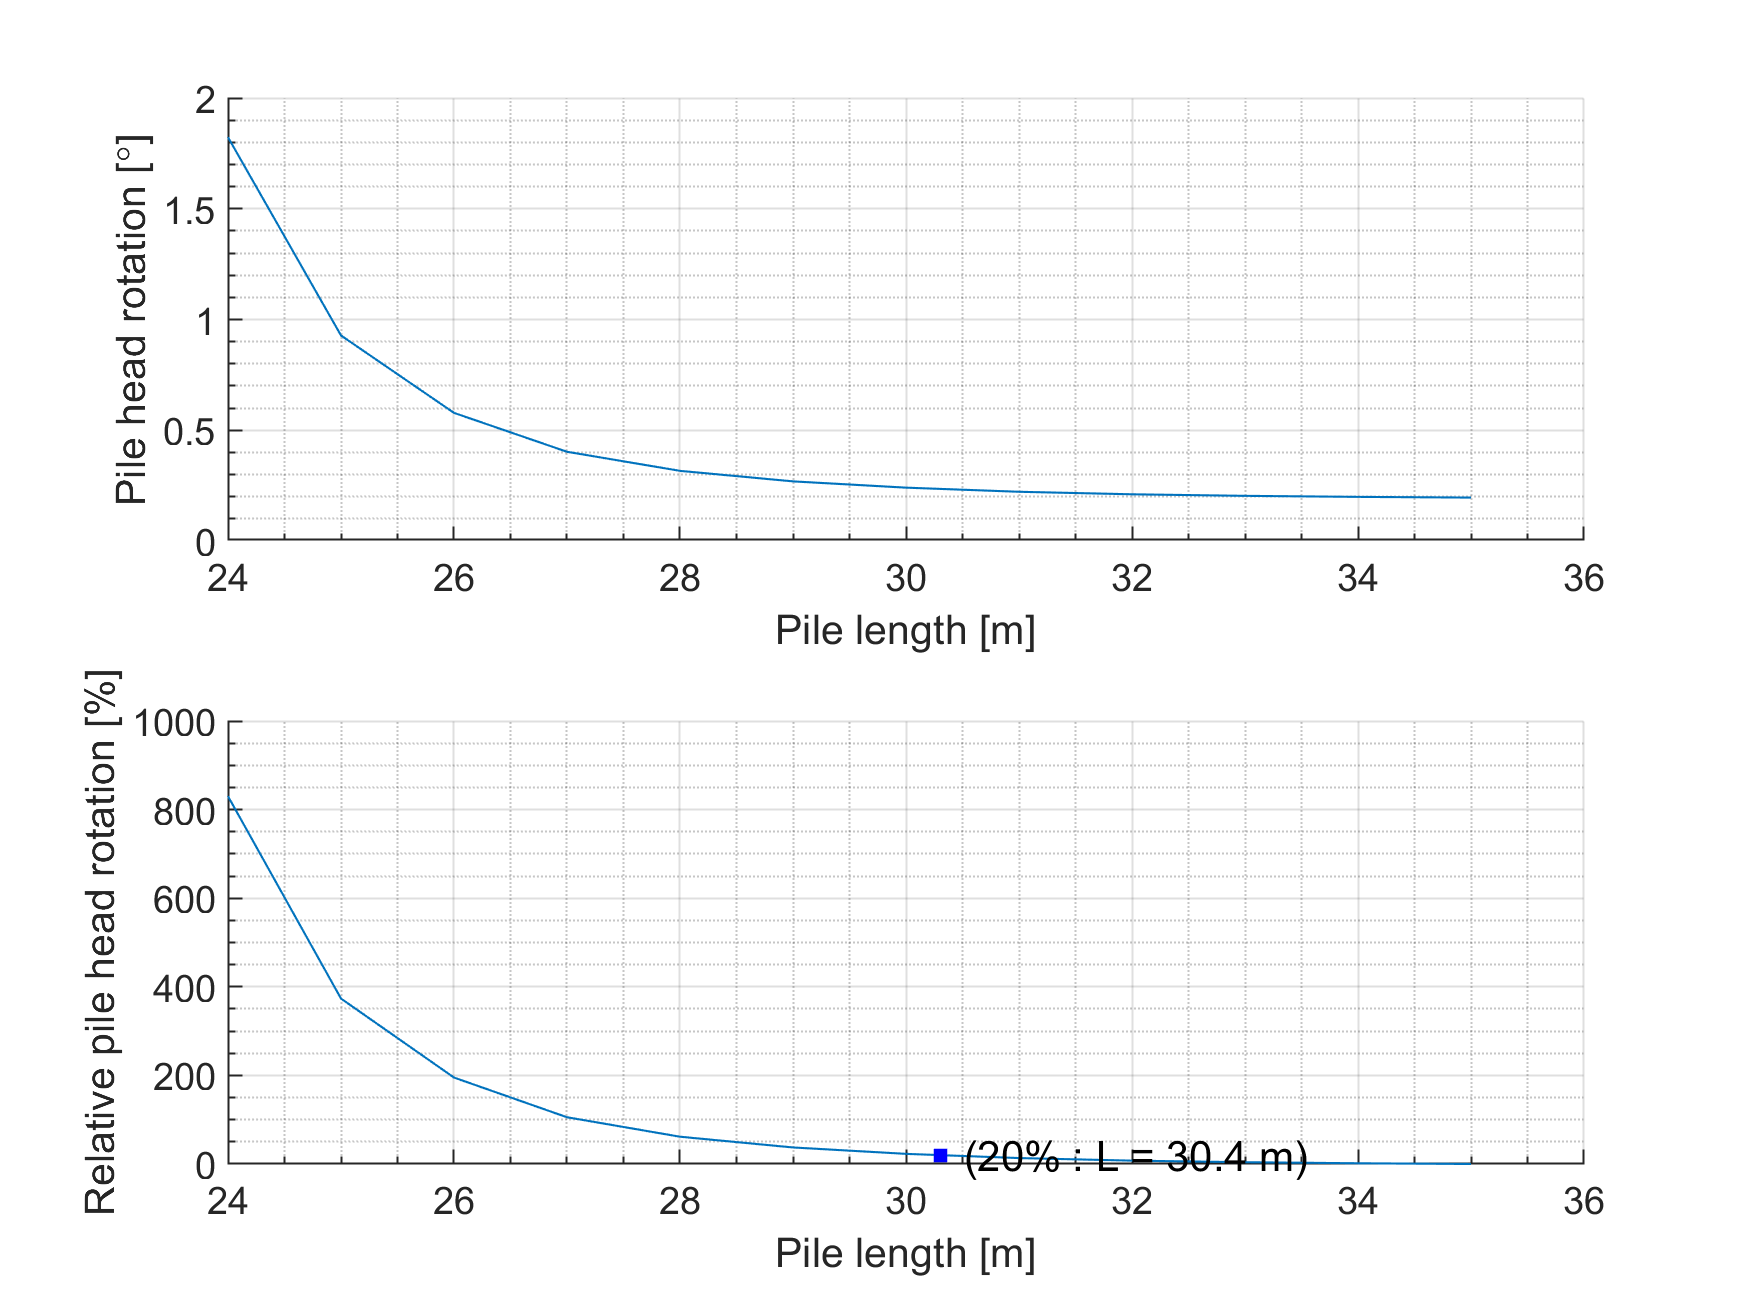 Pile head rotation [°]
2
1.5
1
0.5
0
24 26 28 30 32 34 36
Pile length [m]
Relative pile head rotation [%]
1000
800
600
400
200
0
(20% : L = 30.4 m)
24 26 28 30 32 34 36
Pile length [m]